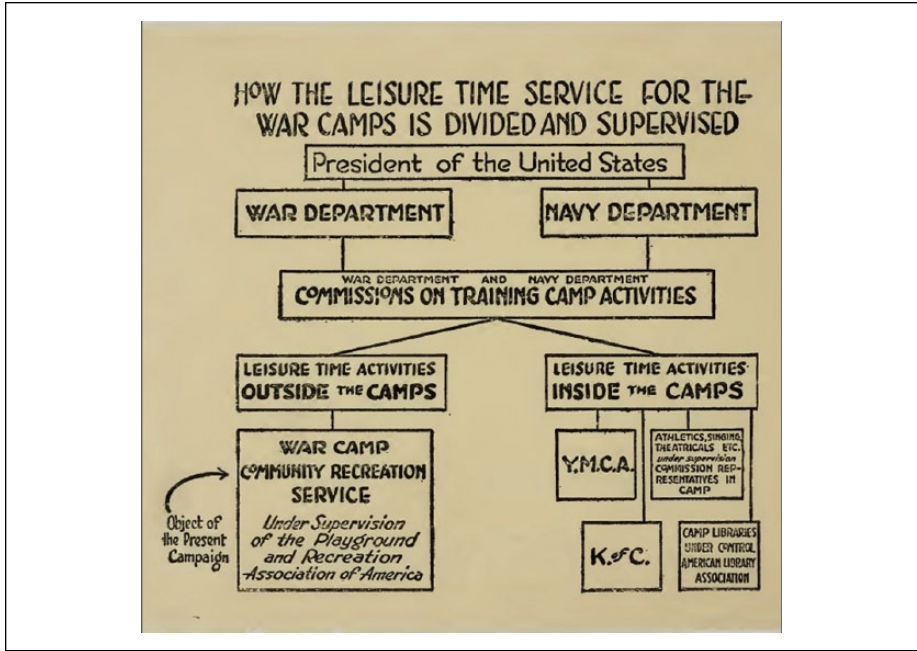 HOW THE LEISURE TIME SERVICE FOR THE
WAR CAMPS IS DIVIDED AND SUPERVISED
President of the United States
WAR DEPARTMENT
NAVY DEPARTMENT
WAR DEPARTMENT AND NAVY DEPARTMENT
COMMISSIONS ON TRAINING CAMP ACTIVITIES
LEISURE TIME ACTIVITIES
OUTSIDE THE CAMPS
LEISURE TIME ACTIVITIES
INSIDE THE CAMPS
WAR CAMP
COMMUNITY RECREATION
SERVICE
Under Supervision
of the Playground
and Recreation
Association of America
Object of
the Present
Campaign
Y.M.C.A.
ATHLETICS, SINGING,
THEATRICALS ETC.
under supervision
COMMISSION REP-
RESENTATIVES IN
CAMP
K. of C.
CAMP LIBRARIES
UNDER CONTROL
AMERICAN LIBRARY
ASSOCIATION